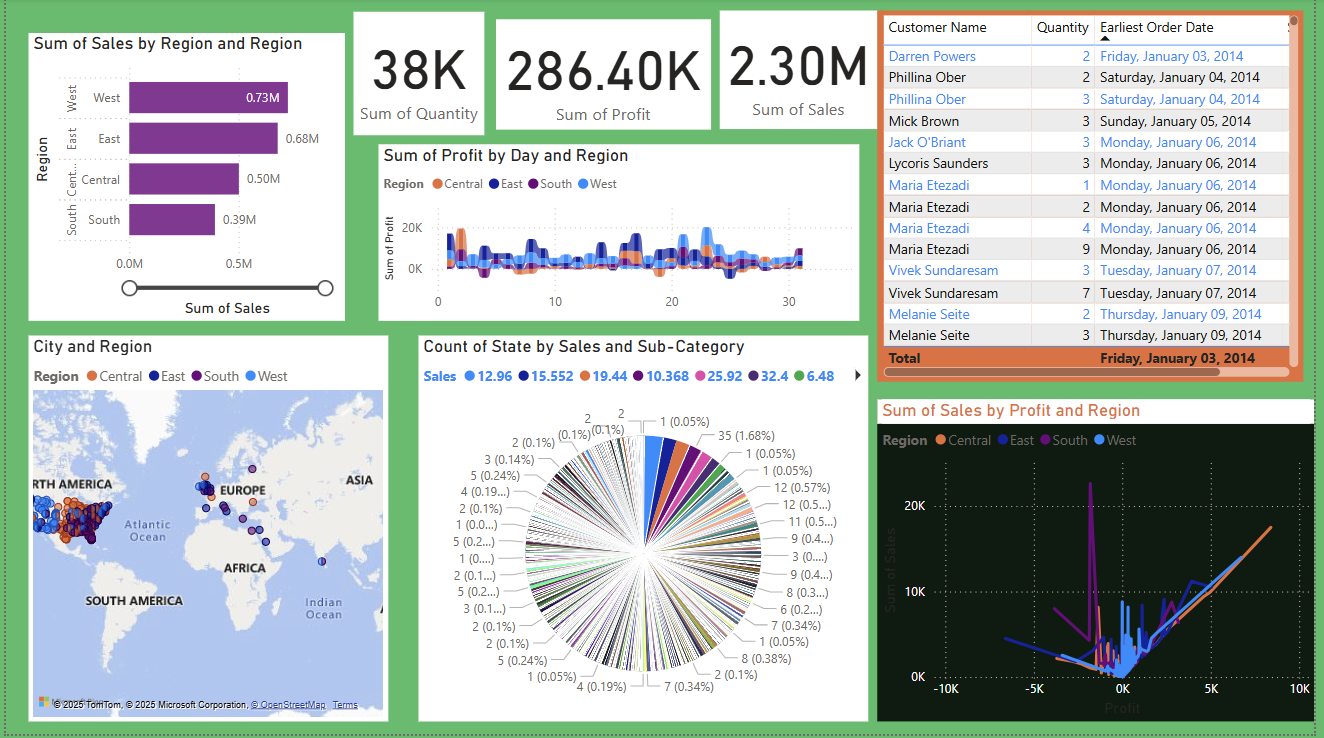 Sum of Sales by Region and Region
Region
West
West
0.73M
East
East
0.68M
Cent...
Central
0.50M
South
South
0.39M
0.0M
0.5M
Sum of Sales
38K
Sum of Quantity
286.40K
Sum of Profit
2.30M
Sum of Sales
Customer Name Quantity Earliest Order Date
Darren Powers 2 Friday, January 03, 2014
Phillina Ober 2 Saturday, January 04, 2014
Phillina Ober 3 Saturday, January 04, 2014
Mick Brown 3 Sunday, January 05, 2014
Jack O'Briant 3 Monday, January 06, 2014
Lycoris Saunders 3 Monday, January 06, 2014
Maria Etezadi 1 Monday, January 06, 2014
Maria Etezadi 2 Monday, January 06, 2014
Maria Etezadi 4 Monday, January 06, 2014
Maria Etezadi 9 Monday, January 06, 2014
Vivek Sundaresam 3 Tuesday, January 07, 2014
Vivek Sundaresam 7 Tuesday, January 07, 2014
Melanie Seite 2 Thursday, January 09, 2014
Melanie Seite 3 Thursday, January 09, 2014
Total Friday, January 03, 2014
Sum of Profit by Day and Region
Region Central East South West
Sum of Profit
20K
0K
0 10 20 30
City and Region
Region Central East South West
RTH AMERICA
EUROPE
ASIA
Atlantic
Ocean
AFRICA
SOUTH AMERICA
Indian
Ocean
© 2025 TomTom, © 2025 Microsoft Corporation, © OpenStreetMap Terms
Count of State by Sales and Sub-Category
Sales 12.96 15.552 19.44 10.368 25.92 32.4 6.48
1 (0.05%)
35 (1.68%)
1 (0.05%)
1 (0.05%)
12 (0.57%)
12 (0.5...)
11 (0.5...)
9 (0.4...)
3 (0....)
9 (0.4...)
8 (0.3...)
6 (0.2...)
7 (0.34%)
1 (0.05%)
8 (0.38%)
2 (0.1%)
7 (0.34%)
4 (0.19%)
1 (0.05%)
5 (0.24%)
2 (0.1%)
2 (0.1%)
3 (0.1...)
5 (0.2...)
2 (0.1...)
1 (0....)
5 (0.2...)
1 (0.0...)
2 (0.1%)
4 (0.19...)
5 (0.24%)
3 (0.14%)
2 (0.1%)
2
(0.1%)
2
(0.1%)
Sum of Sales by Profit and Region
Region Central East South West
Sum of Sales
20K
10K
0K
-10K -5K 0K 5K 10K
Profit